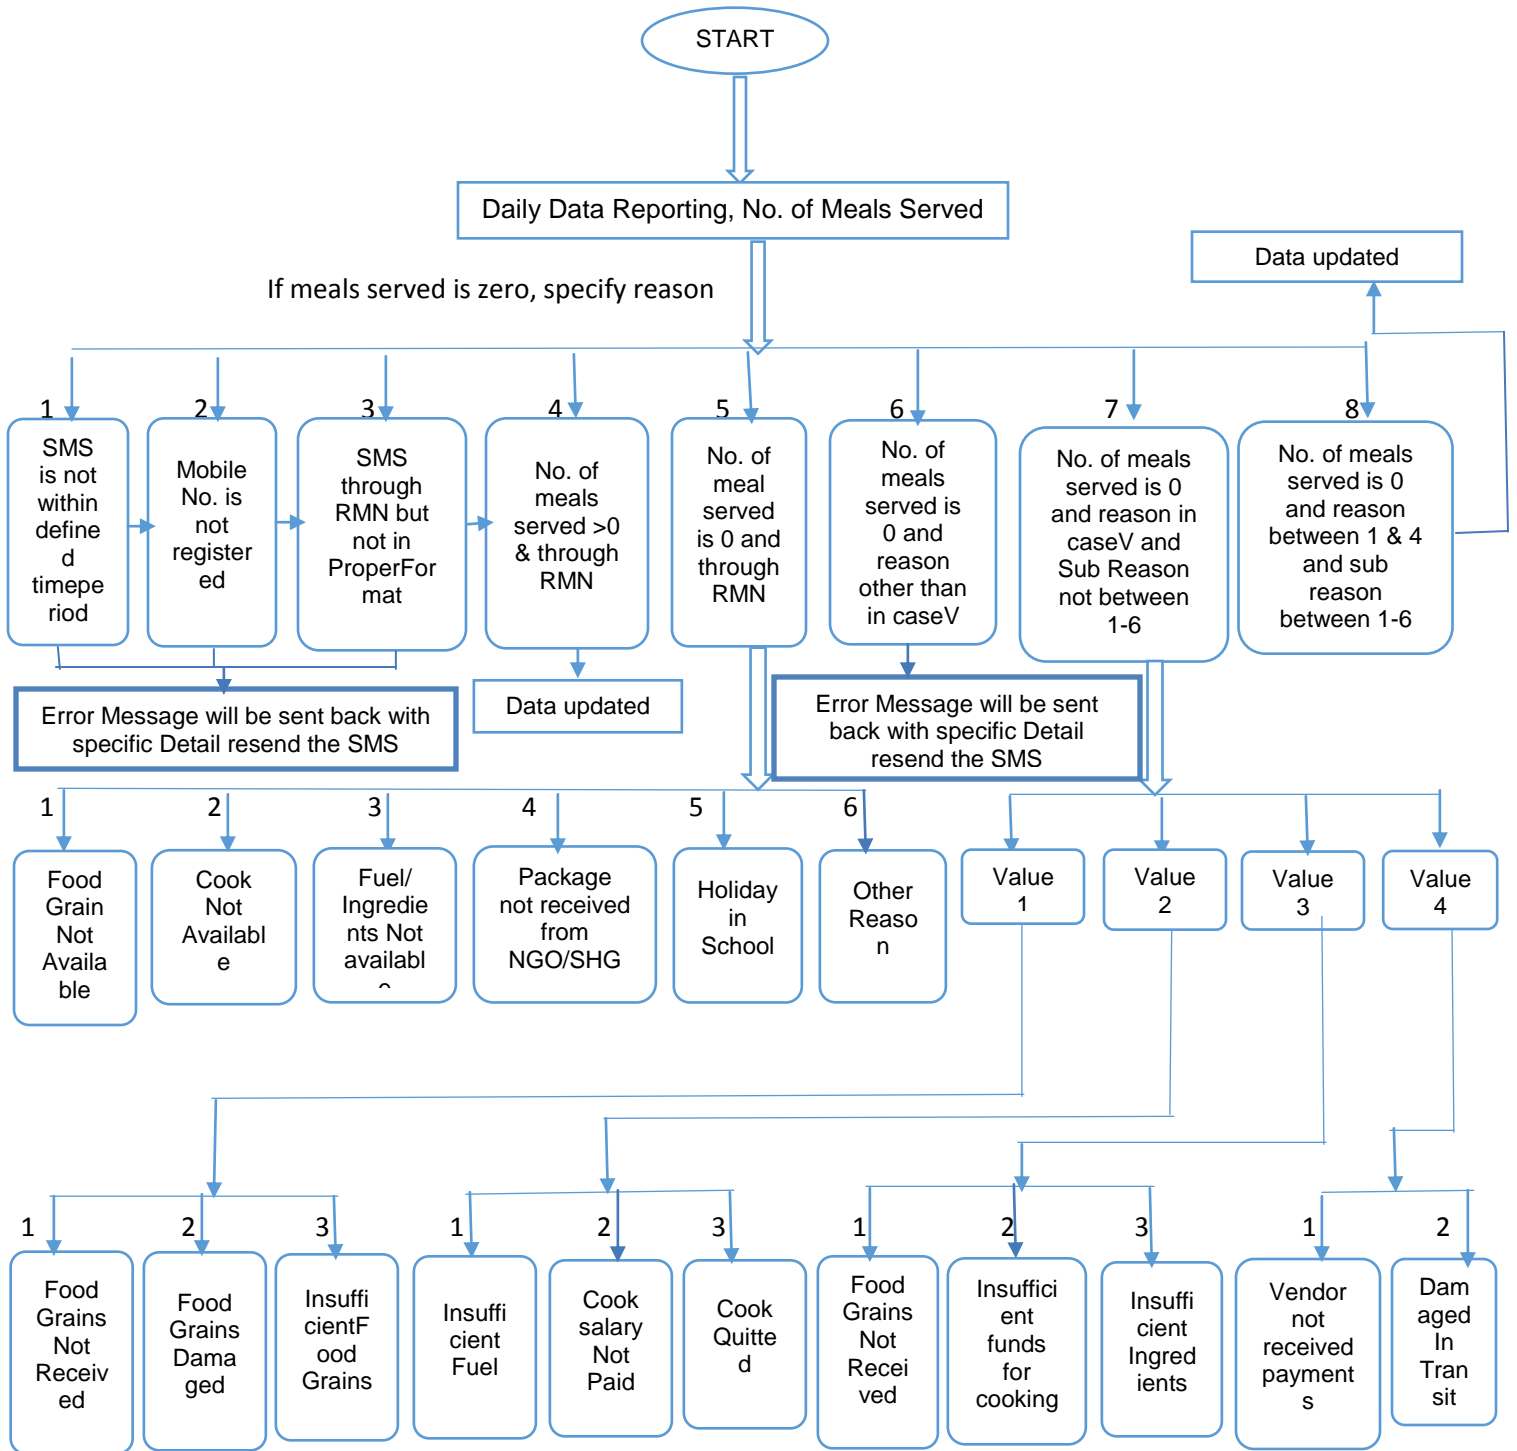 START
Daily Data Reporting, No. of Meals Served
Data updated
If meals served is zero, specify reason
1
SMS
is not
within
define
d
timepe
riod
2
Mobile
No. is
not
register
ed
3
SMS
through
RMN but
not in
ProperFor
mat
4
No. of
meals
served >0
& through
RMN
5
No. of
meal
served
is 0 and
through
RMN
6
No. of
meals
served is
0 and
reason
other than
in caseV
7
No. of meals
served is 0
and reason in
caseV and
Sub Reason
not between
1-6
8
No. of meals
served is 0
and reason
between 1 & 4
and sub
reason
between 1-6
Error Message will be sent back with
specific Detail resend the SMS
Data updated
Error Message will be sent
back with specific Detail
resend the SMS
1
Food
Grain
Not
Availa
ble
2
Cook
Not
Availabl
e
3
Fuel/
Ingredie
nts Not
availabl
4
Package
not received
from
NGO/SHG
5
Holiday
in
School
6
Other
Reaso
n
Value
1
Value
2
Value
3
Value
4
1
Food
Grains
Not
Receiv
ed
2
Food
Grains
Dama
ged
3
Insuffi
cientF
ood
Grains
1
Insuffi
cient
Fuel
2
Cook
salary
Not
Paid
3
Cook
Quitte
d
1
Food
Grains
Not
Recei
ved
2
Insuffici
ent
funds
for
cooking
3
Insuffi
cient
Ingred
ients
1
Vendor
not
received
payment
s
2
Dam
aged
In
Tran
sit